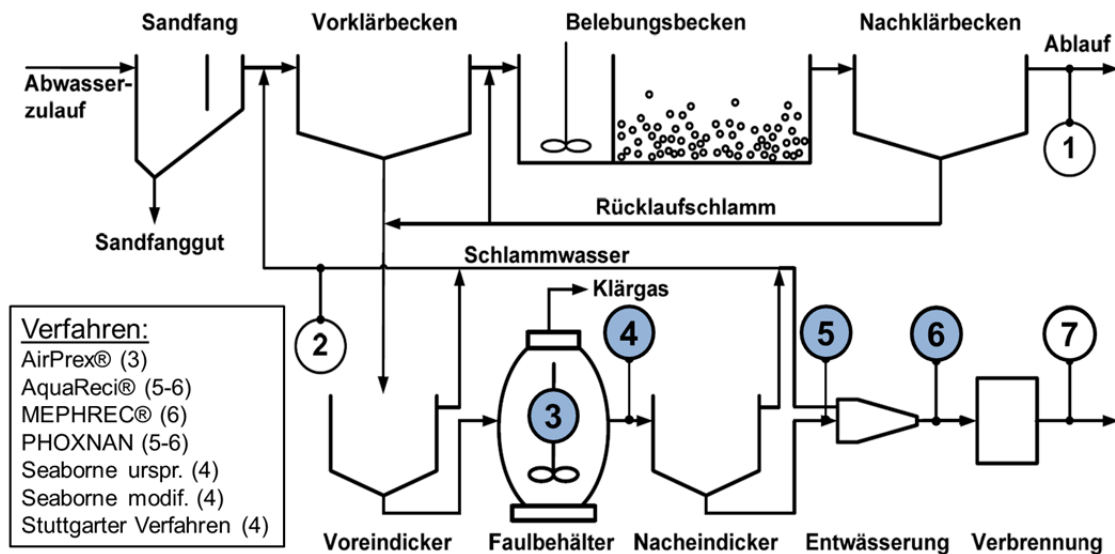 Sandfang
Vorklärbecken
Belebungsbecken
Nachklärbecken
Abwasser-
zulauf
Ablauf
1
Sandfanggut
Rücklaufschlamm
Schlammwasser
2
Klärgas
Verfahren:
AirPrex® (3)
AquaReci® (5-6)
MEPHREC® (6)
PHOXNAN (5-6)
Seaborne urspr. (4)
Seaborne modif. (4)
Stuttgarter Verfahren (4)
3
4
5
6
7
Voreindicker
Faulbehälter
Nacheindicker
Entwässerung
Verbrennung